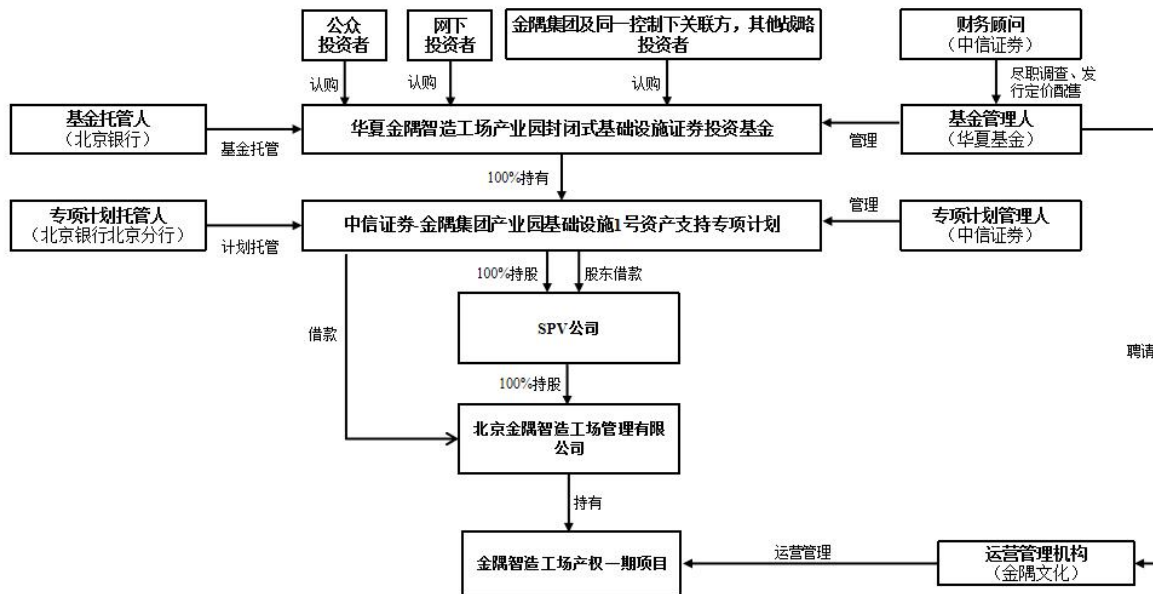 公众
投资者
网下
投资者
金隅集团及同一控制下关联方，其他战略
投资者
财务顾问
（中信证券）
认购
认购
认购
尽职调查、发
行定价配售
基金托管人
（北京银行）
基金托管
华夏金隅智造工场产业园封闭式基础设施证券投资基金
管理
基金管理人
（华夏基金）
100%持有
专项计划托管人
（北京银行北京分行）
计划托管
中信证券-金隅集团产业园基础设施1号资产支持专项计划
管理
专项计划管理人
（中信证券）
100%持股
股东借款
借款
SPV公司
聘请
100%持股
北京金隅智造工场管理有限
公司
持有
金隅智造工场产权一期项目
运营管理
运营管理机构
（金隅文化）